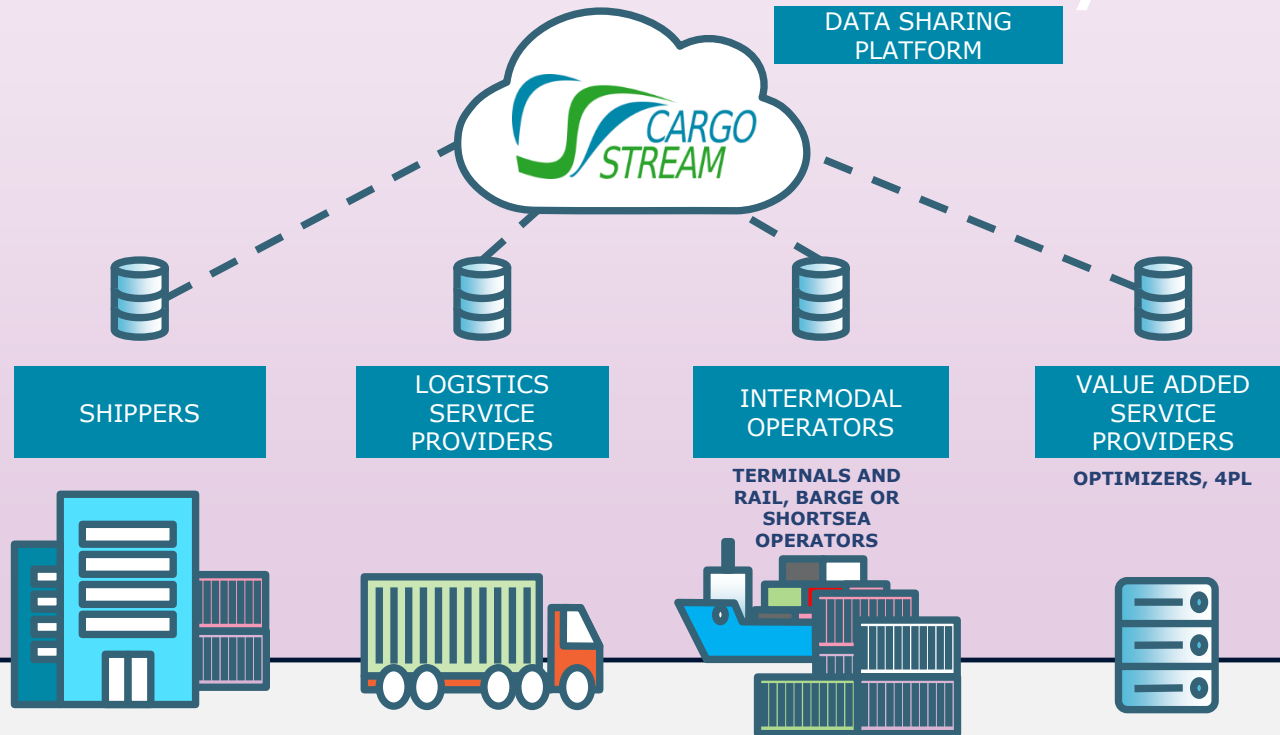 DATA SHARING
PLATFORM
CARGO
STREAM
SHIPPERS
LOGISTICS
SERVICE
PROVIDERS
INTERMODAL
OPERATORS
VALUE ADDED
SERVICE
PROVIDERS
TERMINALS AND
RAIL, BARGE OR
SHORTSEA
OPERATORS
OPTIMIZERS, 4PL